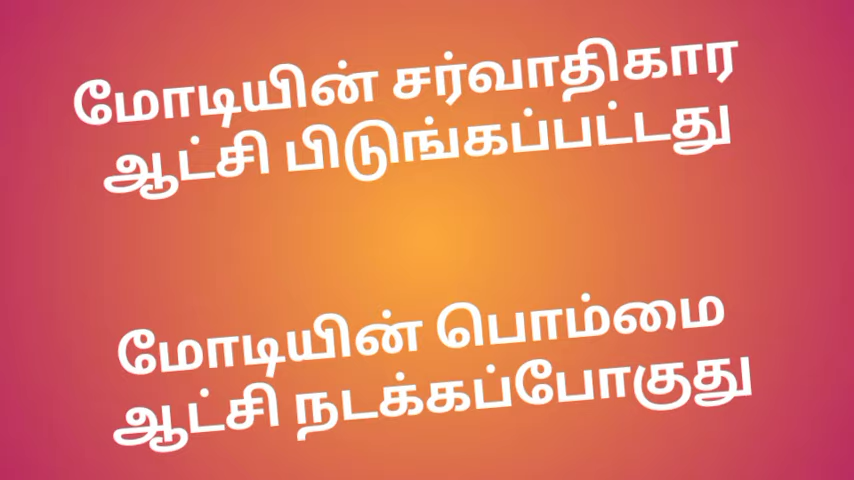 மோடியின் சர்வாதிகார
ஆட்சி பிடுங்கப்பட்டது
மோடியின் பொம்மை
ஆட்சி நடக்கப்போகுது